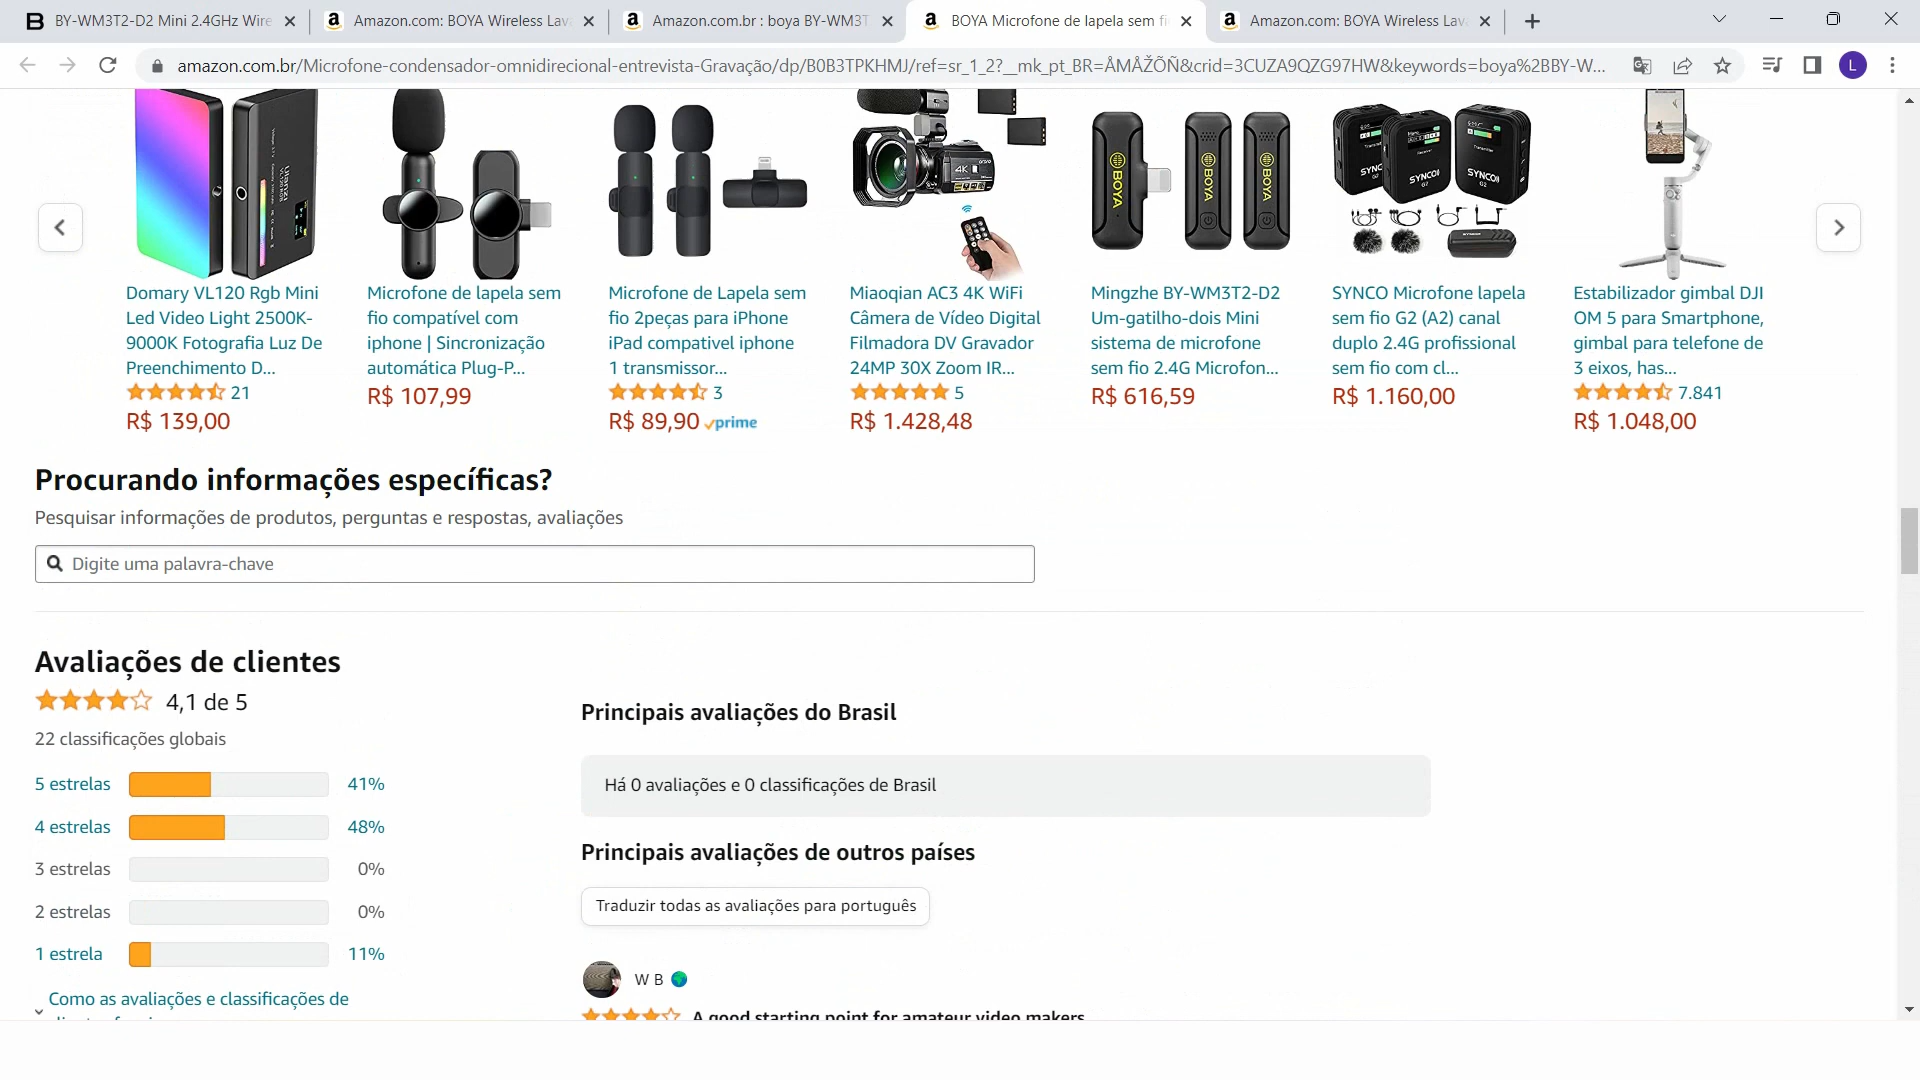 BY-WM3T2-D2 Mini 2.4GHz Wire
Amazon.com: BOYA Wireless Lav
Amazon.com.br : boya BY-WM3T
BOYA Microfone de lapela sem fi
Amazon.com: BOYA Wireless Lav
amazon.com.br/Microfone-condensador-omnidirecional-entrevista-Gravação/dp/B0B3TPKHMJ/ref=sr_1_2?__mk_pt_BR=ÅMÅŽÕÑ&crid=3CUZA9QZG97HW&keywords=boya%2BBY-W...
L
Domary VL120 Rgb Mini
Led Video Light 2500K-
9000K Fotografia Luz De
Preenchimento D...
21
R$ 139,00
Microfone de lapela sem
fio compatível com
iphone | Sincronização
automática Plug-P...
R$ 107,99
Microfone de Lapela sem
fio 2peças para iPhone
iPad compativel iphone
1 transmissor...
3
R$ 89,90 prime
4K
Miaoqian AC3 4K WiFi
Câmera de Vídeo Digital
Filmadora DV Gravador
24MP 30X Zoom IR...
5
R$ 1.428,48
BOYA
BOYA
BOYA
Mingzhe BY-WM3T2-D2
Um-gatilho-dois Mini
sistema de microfone
sem fio 2.4G Microfon...
R$ 616,59
SYNCO
SYNCO
SYNCO
SYNCO Microfone lapela
sem fio G2 (A2) canal
duplo 2.4G profissional
sem fio com cl...
R$ 1.160,00
Estabilizador gimbal DJI
OM 5 para Smartphone,
gimbal para telefone de
3 eixos, has...
7.841
R$ 1.048,00
Procurando informações específicas?
Pesquisar informações de produtos, perguntas e respostas, avaliações
Digite uma palavra-chave
Avaliações de clientes
4,1 de 5
22 classificações globais
5 estrelas 41%
4 estrelas 48%
3 estrelas 0%
2 estrelas 0%
1 estrela 11%
Como as avaliações e classificações de
Principais avaliações do Brasil
Há 0 avaliações e 0 classificações de Brasil
Principais avaliações de outros países
Traduzir todas as avaliações para português
W B
A good starting point for amateur video makers